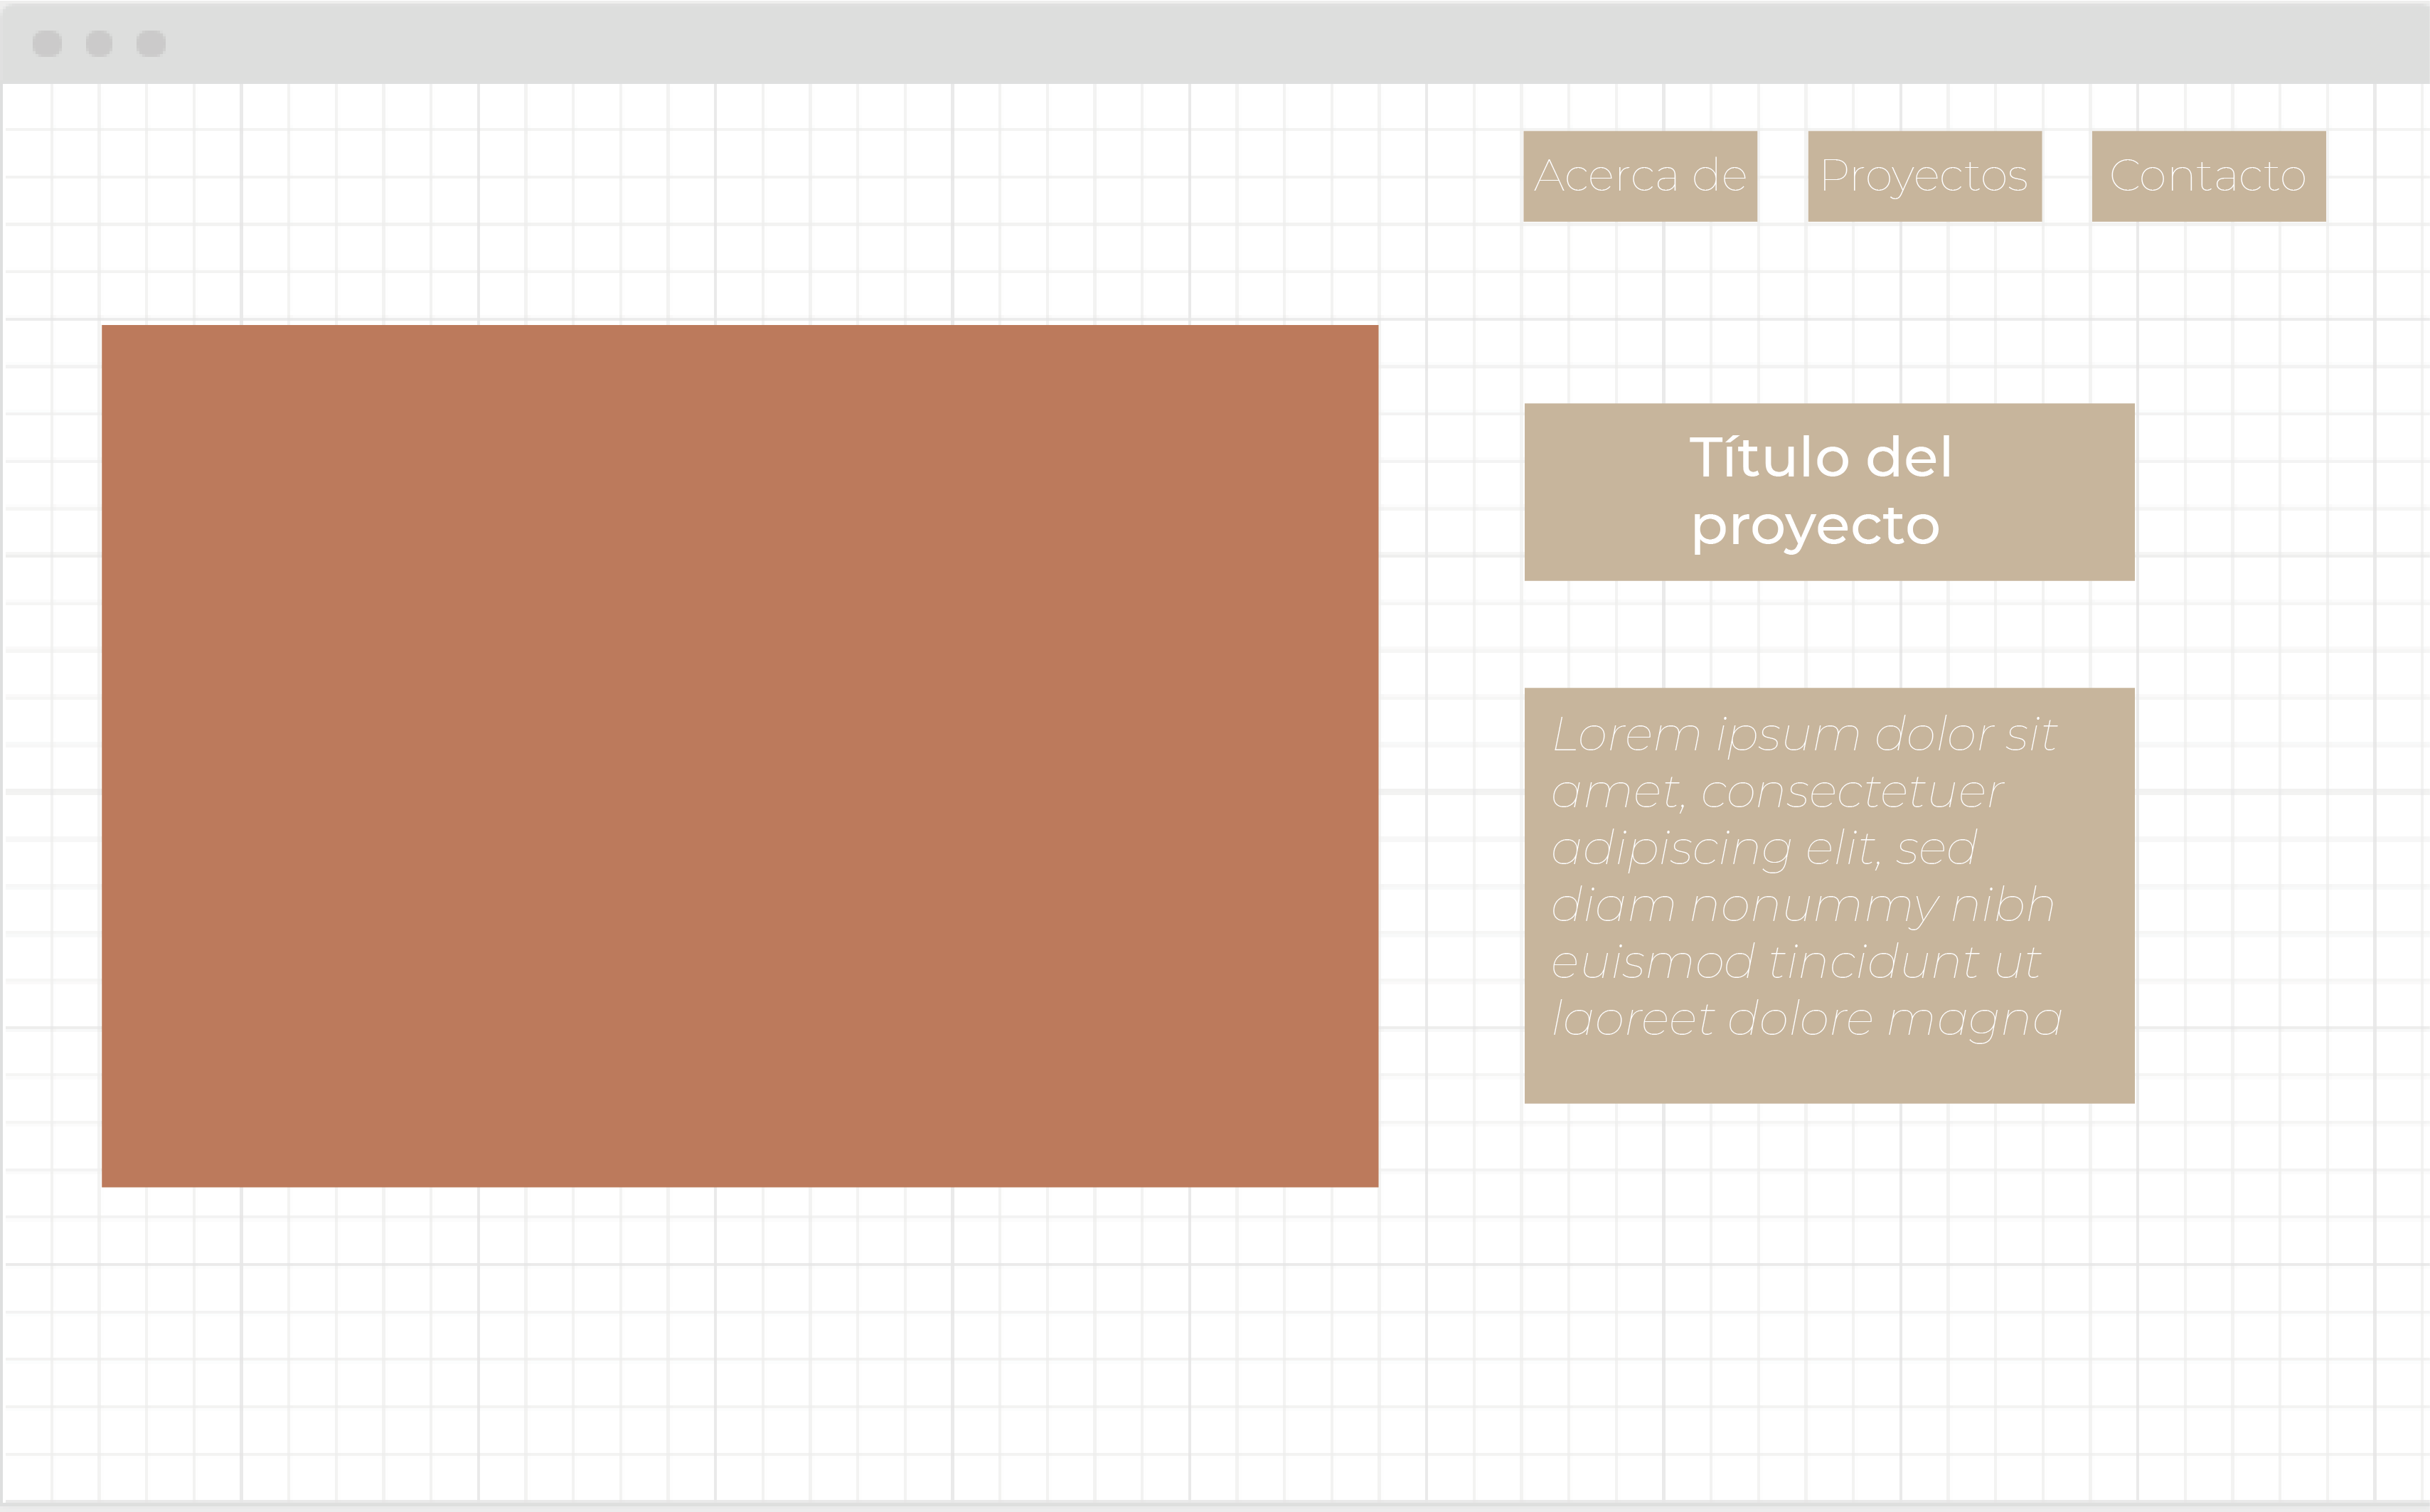 Acerca de
Proyectos
Contacto
Título del
proyecto
Lorem ipsum dolor sit
amet, consectetuer
adipiscing elit, sed
diam nonummy nibh
euismod tincidunt ut
laoreet dolore magna